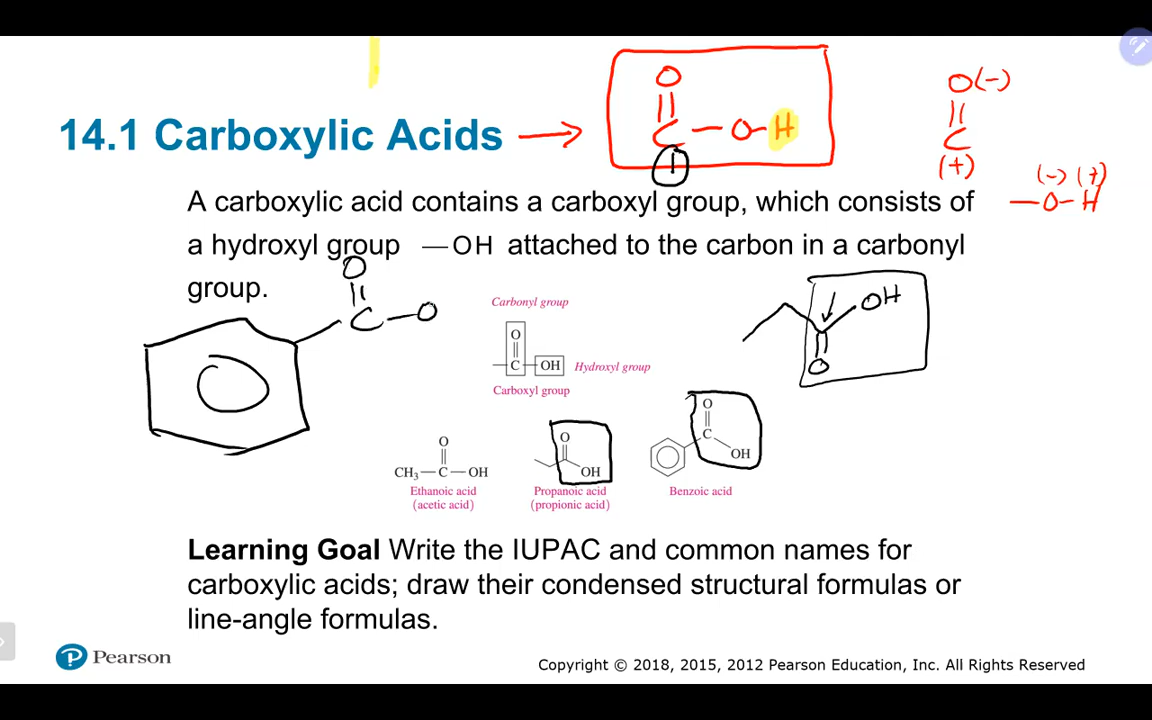 O
||
C — O — H
1
O(-)
||
C
(+)
(-) (+)
— O — H
14.1 Carboxylic Acids
A carboxylic acid contains a carboxyl group, which consists of
a hydroxyl group —OH attached to the carbon in a carbonyl
group.
O
||
C — O
Carbonyl group
O
||
— C — OH Hydroxyl group
Carboxyl group
OH
O
O
||
CH₃ — C — OH
Ethanoic acid
(acetic acid)
O
OH
Propanoic acid
(propionic acid)
O
||
C
OH
Benzoic acid
Learning Goal Write the IUPAC and common names for
carboxylic acids; draw their condensed structural formulas or
line-angle formulas.
P Pearson
Copyright © 2018, 2015, 2012 Pearson Education, Inc. All Rights Reserved